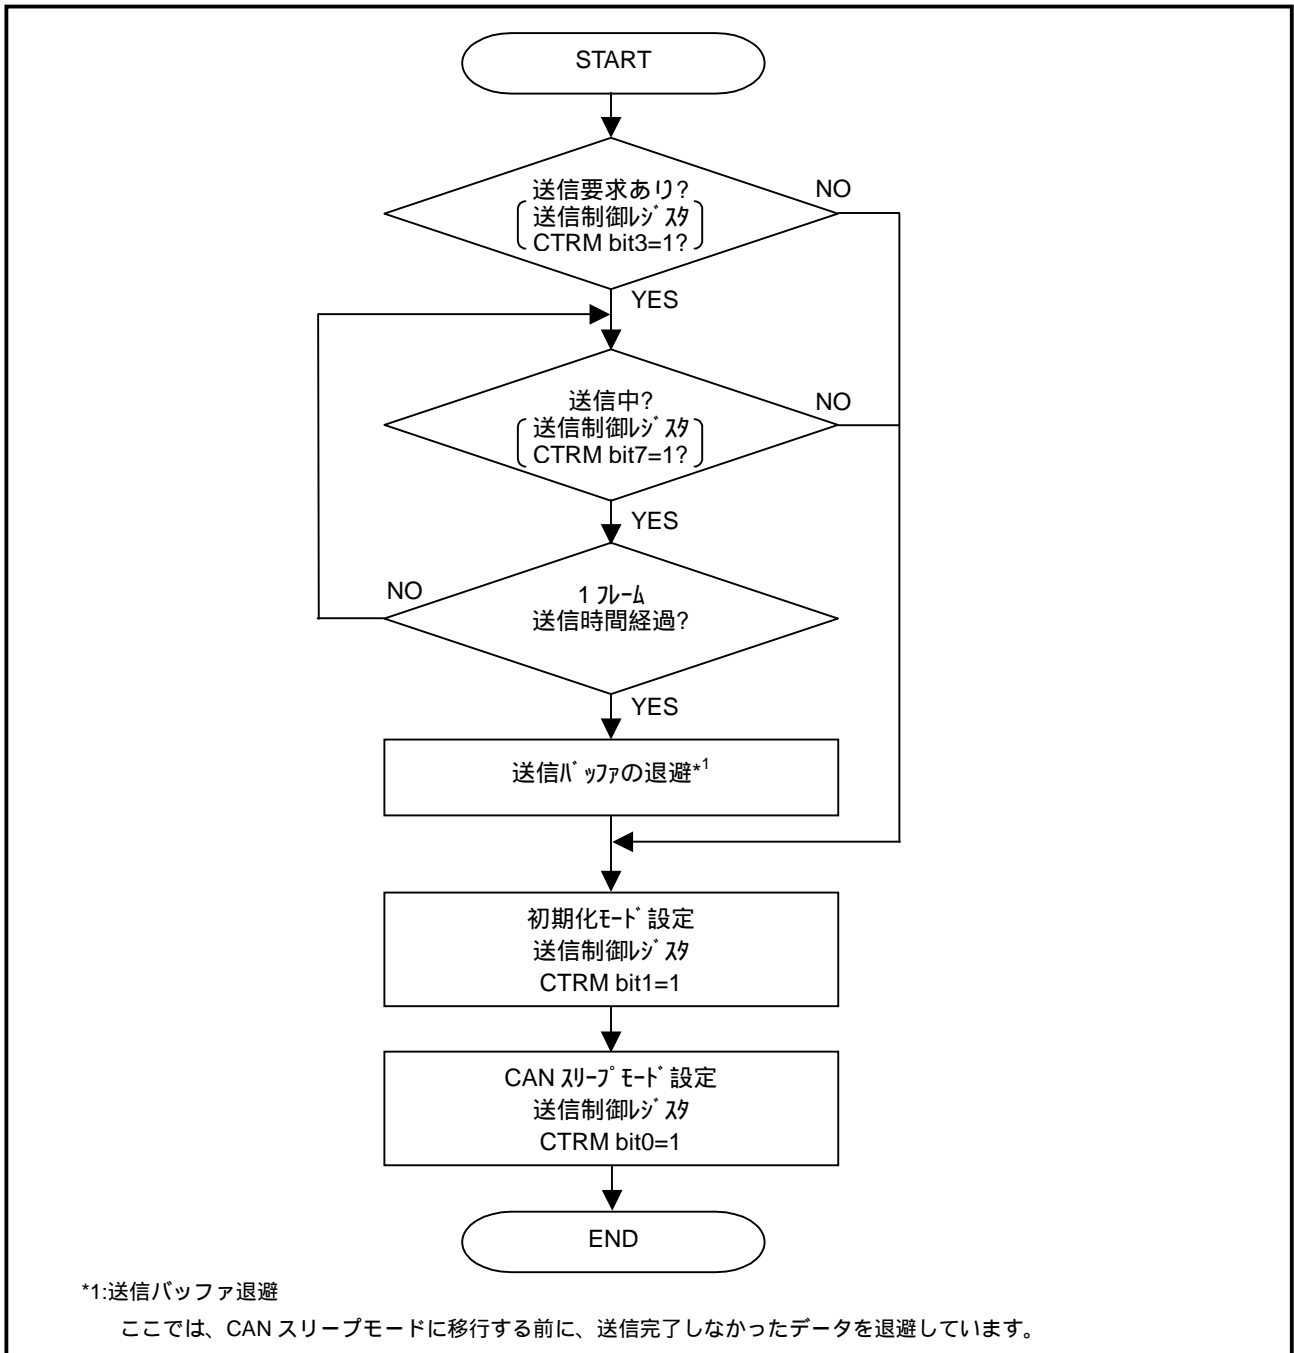 START
送信要求あり?
NO
送信制御ﾚｼﾞｽﾀ
CTRM bit3=1?
YES
送信中?
NO
送信制御ﾚｼﾞｽﾀ
CTRM bit7=1?
YES
NO
1 ﾌﾚｰﾑ
送信時間経過?
YES
送信ﾊﾞｯﾌｧの退避*1
初期化ﾓｰﾄﾞ設定
送信制御ﾚｼﾞｽﾀ
CTRM bit1=1
CAN ｽﾘｰﾌﾟﾓｰﾄﾞ設定
送信制御ﾚｼﾞｽﾀ
CTRM bit0=1
END
*1:送信バッファ退避
ここでは、CAN スリープモードに移行する前に、送信完了しなかったデータを退避しています。